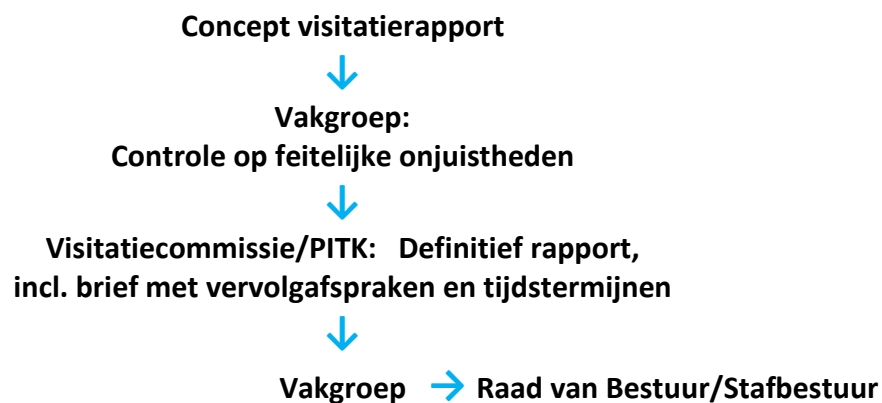 Concept visitatierapport
Vakgroep:
Controle op feitelijke onjuistheden
Visitatiecommissie/PITK: Definitief rapport,
incl. brief met vervolgafspraken en tijdstermijnen
Vakgroep → Raad van Bestuur/Stafbestuur